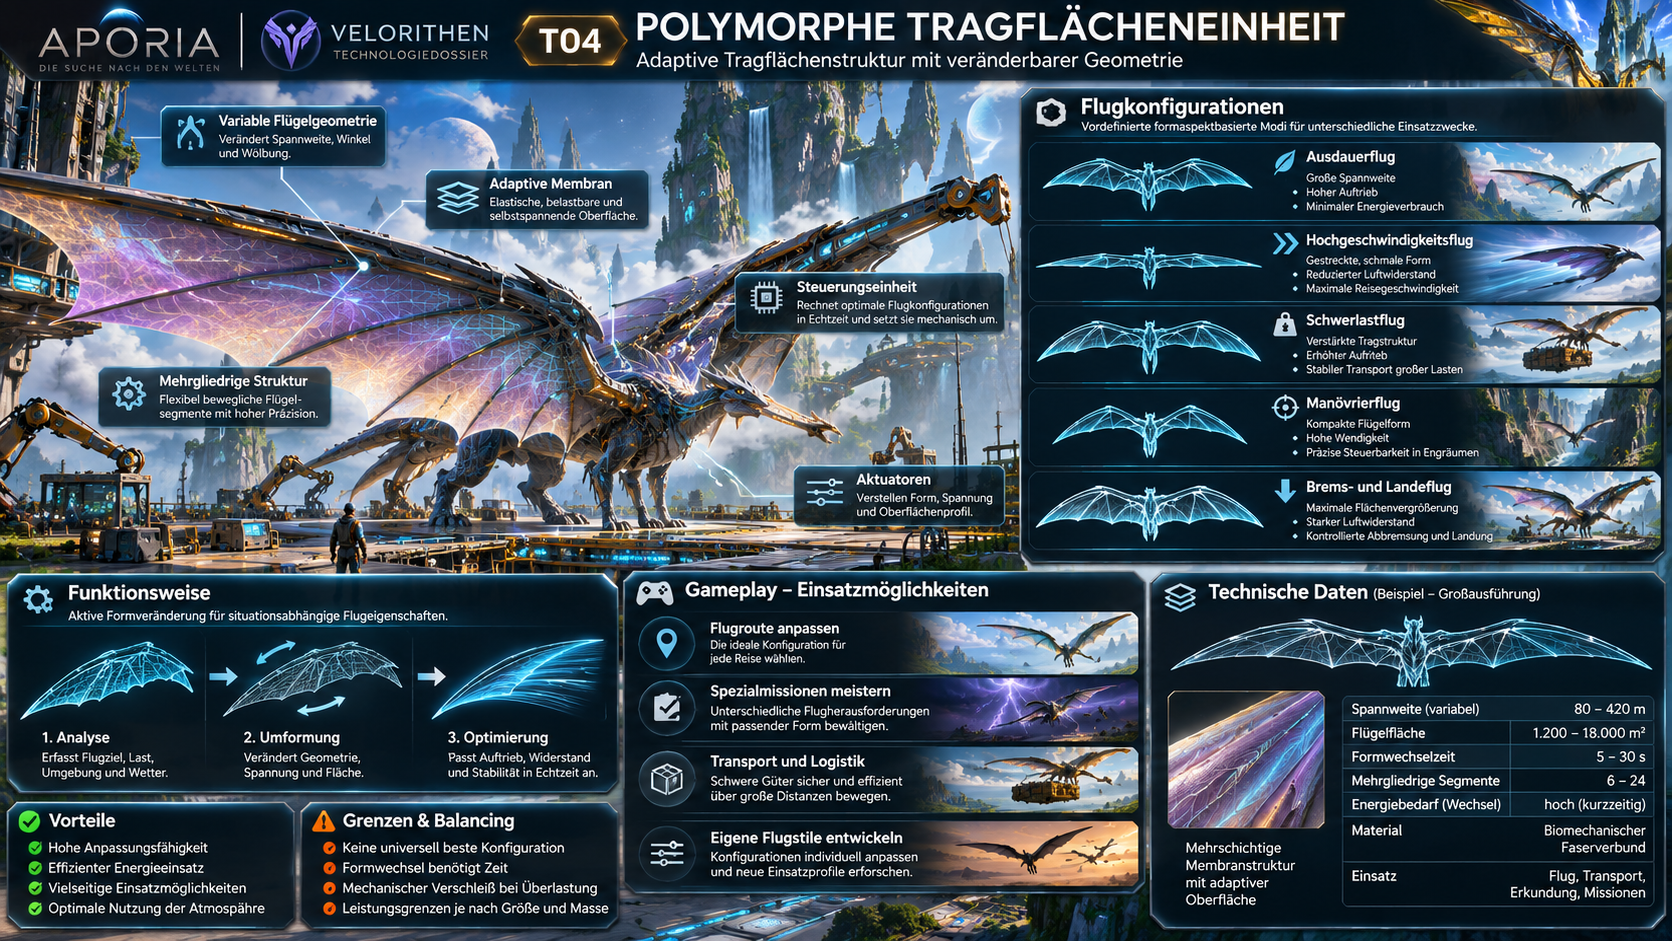 APORIA
DIE SUCHE NACH DEN WELTEN
VELORITHEN
TECHNOLOGIEDOSSIER
T04
POLYMORPHE TRAGFLÄCHENEINHEIT
Adaptive Tragflächenstruktur mit veränderbarer Geometrie
Variable Flügelgeometrie
Verändert Spannweite, Winkel
und Wölbung.
Adaptive Membran
Elastische, belastbare und
selbstspannende Oberfläche.
Steuerungseinheit
Rechnet optimale Flugkonfigurationen
in Echtzeit und setzt sie mechanisch um.
Mehrgliedrige Struktur
Flexibel bewegliche Flügel-
segmente mit hoher Präzision.
Aktuatoren
Verstellen Form, Spannung
und Oberflächenprofil.
Flugkonfigurationen
Vordefinierte formaspektbasierte Modi für unterschiedliche Einsatzzwecke.
Ausdauerflug
Große Spannweite
Hoher Auftrieb
Minimaler Energieverbrauch
Hochgeschwindigkeitsflug
Gestreckte, schmale Form
Reduzierter Luftwiderstand
Maximale Reisegeschwindigkeit
Schwerlastflug
Verstärkte Tragstruktur
Erhöhter Auftrieb
Stabiler Transport großer Lasten
Manövrierflug
Kompakte Flügelform
Hohe Wendigkeit
Präzise Steuerbarkeit in Engräumen
Brems- und Landeflug
Maximale Flächenvergrößerung
Starker Luftwiderstand
Kontrollierte Abbremsung und Landung
Funktionsweise
Aktive Formveränderung für situationsabhängige Flugeigenschaften.
1. Analyse
Erfasst Flugziel, Last,
Umgebung und Wetter.
2. Umformung
Verändert Geometrie,
Spannung und Fläche.
3. Optimierung
Passt Auftrieb, Widerstand
und Stabilität in Echtzeit an.
Vorteile
Hohe Anpassungsfähigkeit
Effizienter Energieeinsatz
Vielseitige Einsatzmöglichkeiten
Optimale Nutzung der Atmospähre
Grenzen & Balancing
Keine universell beste Konfiguration
Formwechsel benötigt Zeit
Mechanischer Verschleiß bei Überlastung
Leistungsgrenzen je nach Größe und Masse
Gameplay – Einsatzmöglichkeiten
Flugroute anpassen
Die ideale Konfiguration für
jede Reise wählen.
Spezialmissionen meistern
Unterschiedliche Flugherausforderungen
mit passender Form bewältigen.
Transport und Logistik
Schwere Güter sicher und effizient
über große Distanzen bewegen.
Eigene Flugstile entwickeln
Konfigurationen individuell anpassen
und neue Einsatzprofile erforschen.
Technische Daten (Beispiel – Großausführung)
Mehrschichtige
Membranstruktur
mit adaptiver
Oberfläche
Spannweite (variabel) 80 – 420 m
Flügelfläche 1.200 – 18.000 m²
Formwechselzeit 5 – 30 s
Mehrgliedrige Segmente 6 – 24
Energiebedarf (Wechsel) hoch (kurzzeitig)
Material Biomechanischer
Faserverbund
Einsatz Flug, Transport,
Erkundung, Missionen